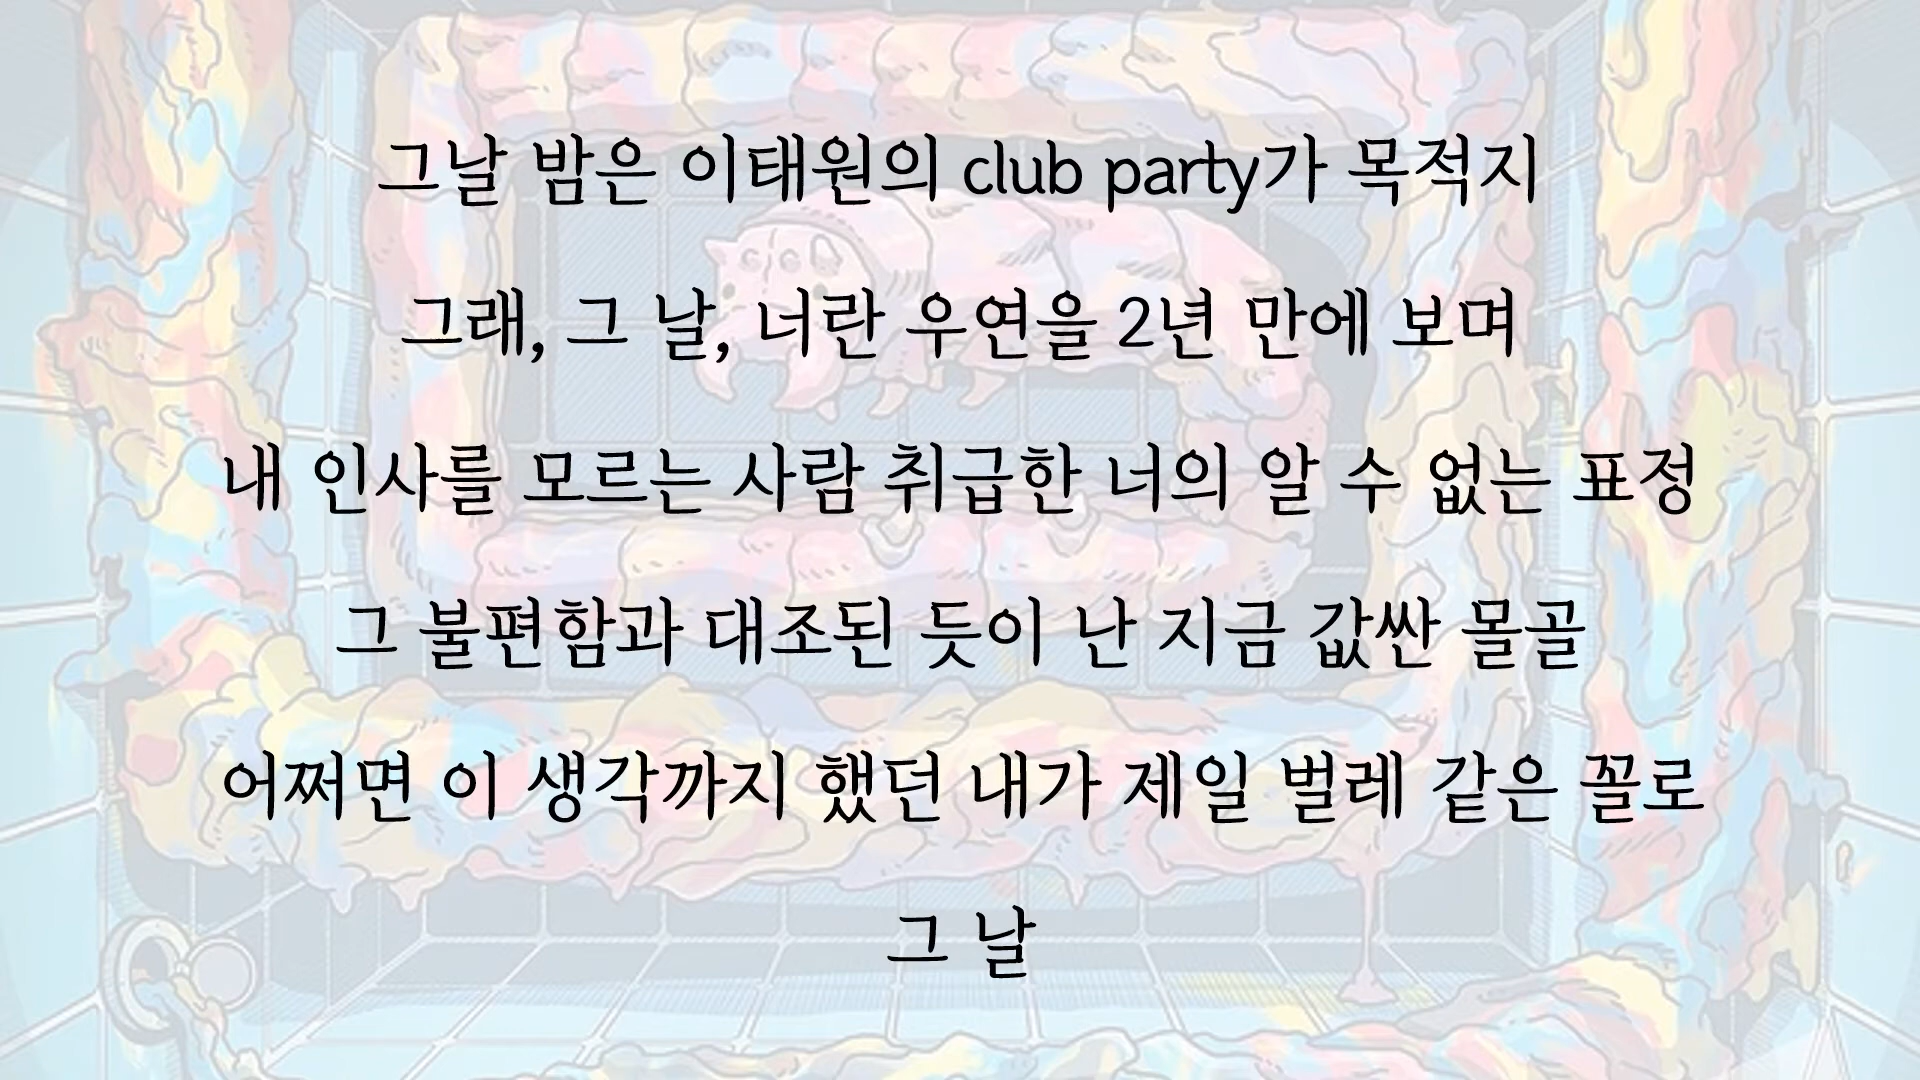 그날 밤은 이태원의 club party가 목적지
그래, 그 날, 너란 우연을 2년 만에 보며
내 인사를 모르는 사람 취급한 너의 알 수 없는 표정
그 불편함과 대조된 듯이 난 지금 값싼 몰골
어쩌면 이 생각까지 했던 내가 제일 벌레 같은 꼴로
그 날